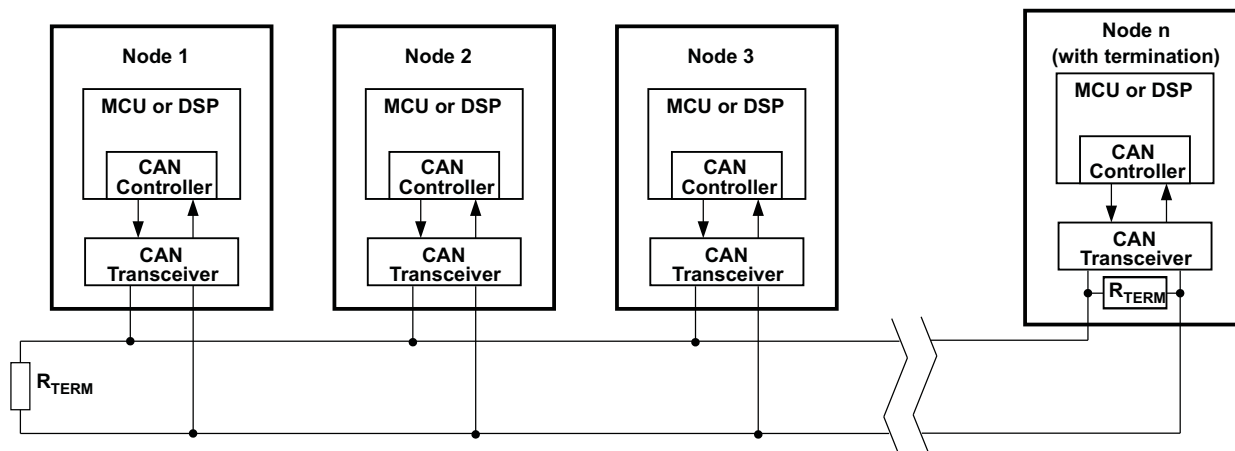 Node 1
MCU or DSP
CAN
Controller
CAN
Transceiver
Node 2
MCU or DSP
CAN
Controller
CAN
Transceiver
Node 3
MCU or DSP
CAN
Controller
CAN
Transceiver
Node n
(with termination)
MCU or DSP
CAN
Controller
CAN
Transceiver
RTERM
RTERM